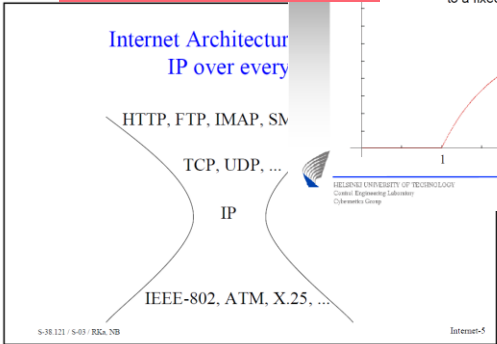 to a fixed
Internet Architectur
IP over every
HTTP, FTP, IMAP, SM
TCP, UDP, ...
1
HELSINKI UNIVERSITY OF TECHNOLOGY
Control Engineering Laboratory
Cybernetics Group
IP
IEEE-802, ATM, X.25, ...
S-38.121 / S-03 / RKa, NB
Internet-5